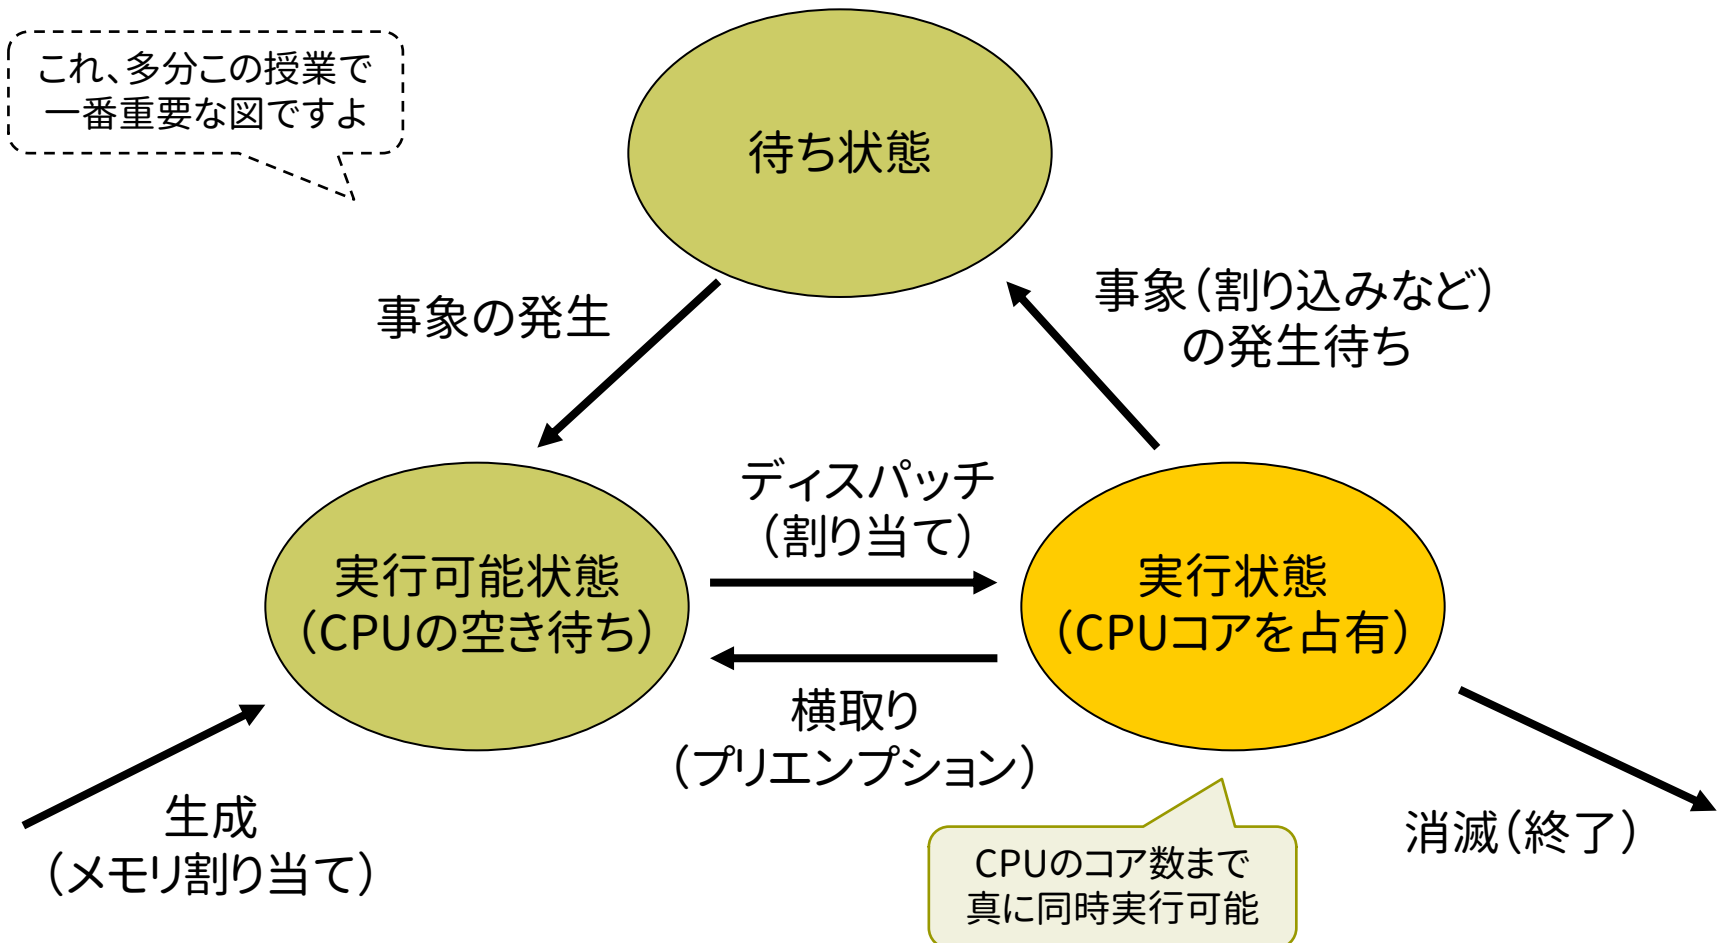 これ、多分この授業で
一番重要な図ですよ
待ち状態
事象の発生
事象（割り込みなど）
の発生待ち
ディスパッチ
（割り当て）
実行可能状態
（CPUの空き待ち）
実行状態
（CPUコアを占有）
横取り
（プリエンプション）
生成
（メモリ割り当て）
消滅（終了）
CPUのコア数まで
真に同時実行可能